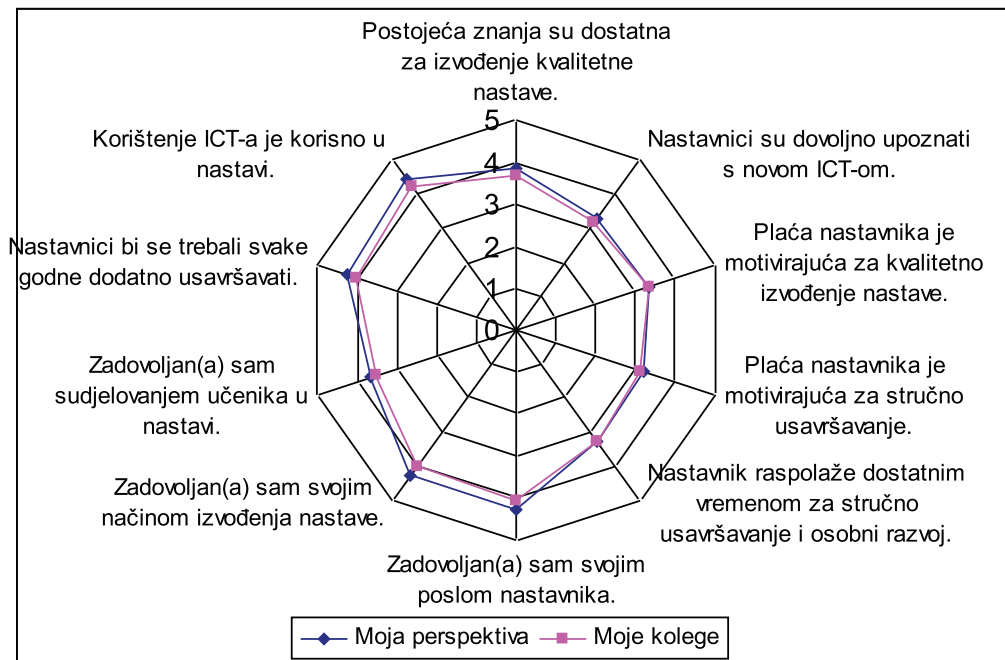 Postojeća znanja su dostatna
za izvođenje kvalitetne
nastave.
Nastavnici su dovoljno upoznati
s novom ICT-om.
Plaća nastavnika je
motivirajuća za kvalitetno
izvođenje nastave.
Plaća nastavnika je
motivirajuća za stručno
usavršavanje.
Nastavnik raspolaže dostatnim
vremenom za stručno
usavršavanje i osobni razvoj.
Zadovoljan(a) sam svojim
poslom nastavnika.
Zadovoljan(a) sam svojim
načinom izvođenja nastave.
Zadovoljan(a) sam
sudjelovanjem učenika u
nastavi.
Nastavnici bi se trebali svake
godne dodatno usavršavati.
Korištenje ICT-a je korisno u
nastavi.
5
4
3
2
1
0
Moja perspektiva
Moje kolege